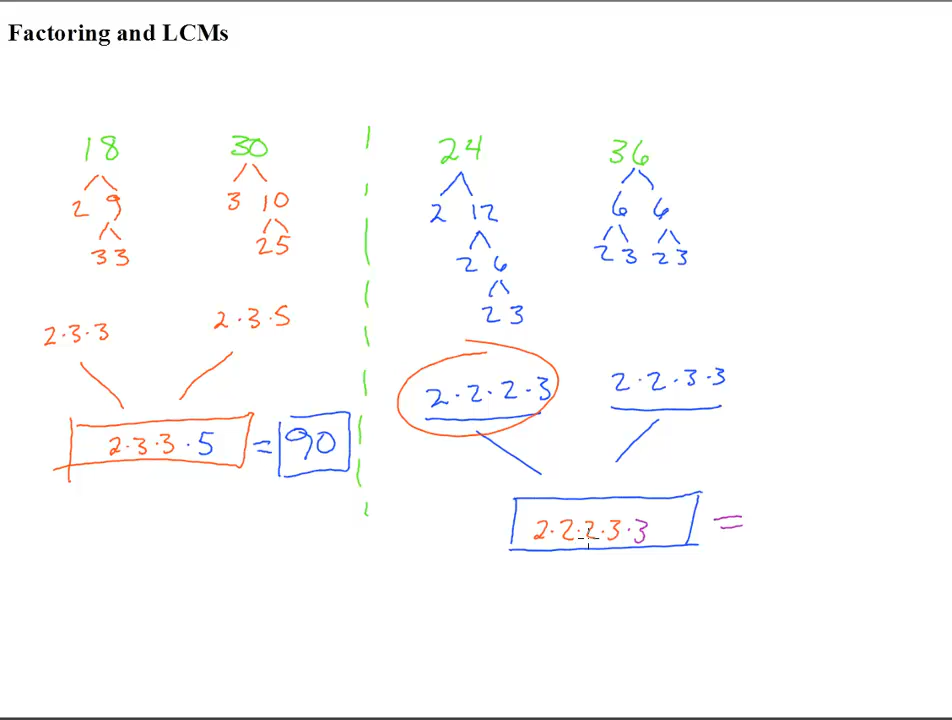 Factoring and LCMs
18 30
2 9 3 10
3 3 2 5
2·3·3 2·3·5
2·3·3·5 = 90
24 36
2 12 6 6
2 6 2 3 2 3
2 3
2·2·2·3 2·2·3·3
2·2·2·3·3 =